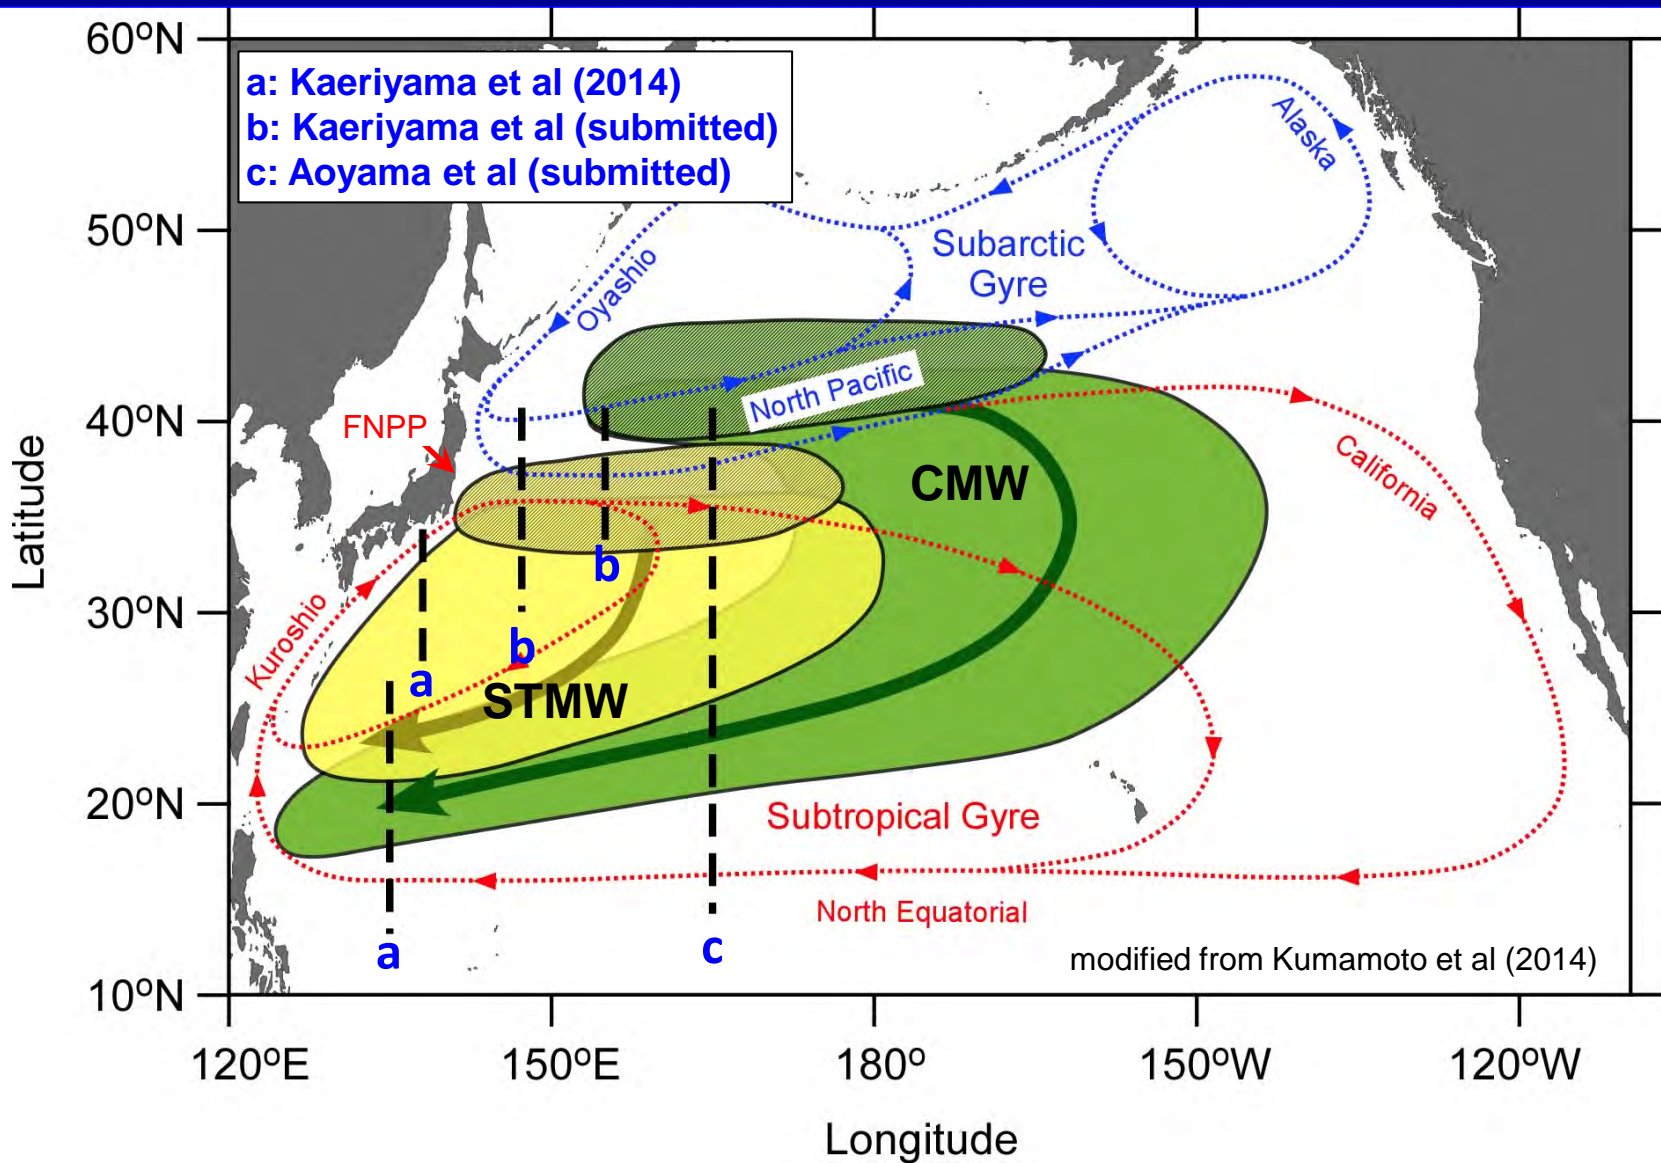 60ºN
50ºN
40ºN
30ºN
20ºN
10ºN
Latitude
a: Kaeriyama et al (2014)
b: Kaeriyama et al (submitted)
c: Aoyama et al (submitted)
Alaska
Subarctic
Gyre
Oyashio
North Pacific
FNPP
CMW
California
b
Kuroshio
b
a
STMW
Subtropical Gyre
North Equatorial
a
c
modified from Kumamoto et al (2014)
120ºE
150ºE
180º
150ºW
120ºW
Longitude